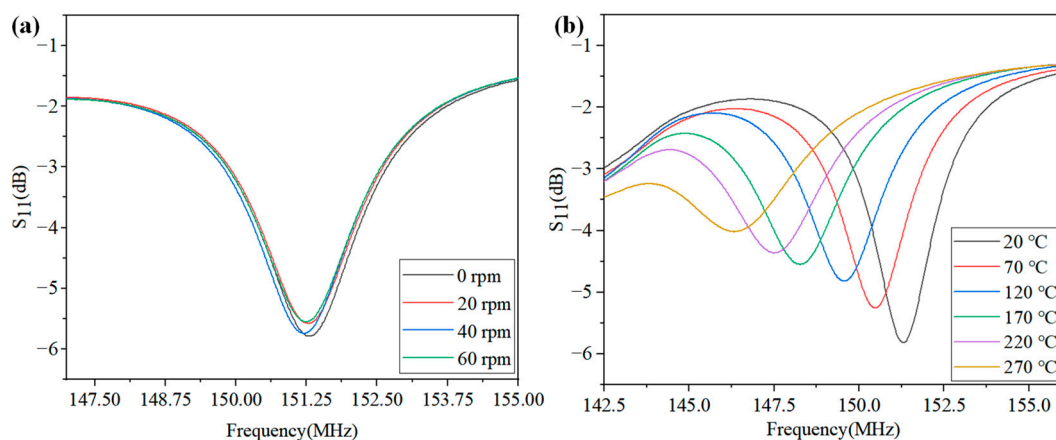 (a)
S11(dB)
−1
−2
−3
−4
−5
−6
0 rpm
20 rpm
40 rpm
60 rpm
147.50 148.75 150.00 151.25 152.50 153.75 155.00
Frequency(MHz)
(b)
S11(dB)
−1
−2
−3
−4
−5
−6
20 °C
70 °C
120 °C
170 °C
220 °C
270 °C
142.5 145.0 147.5 150.0 152.5 155.0
Frequency(MHz)